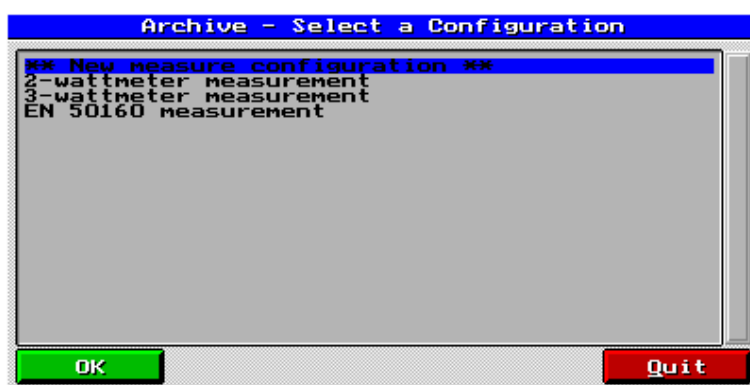 Archive - Select a Configuration
** New measure configuration **
2-wattmeter measurement
3-wattmeter measurement
EN 50160 measurement
OK
Quit